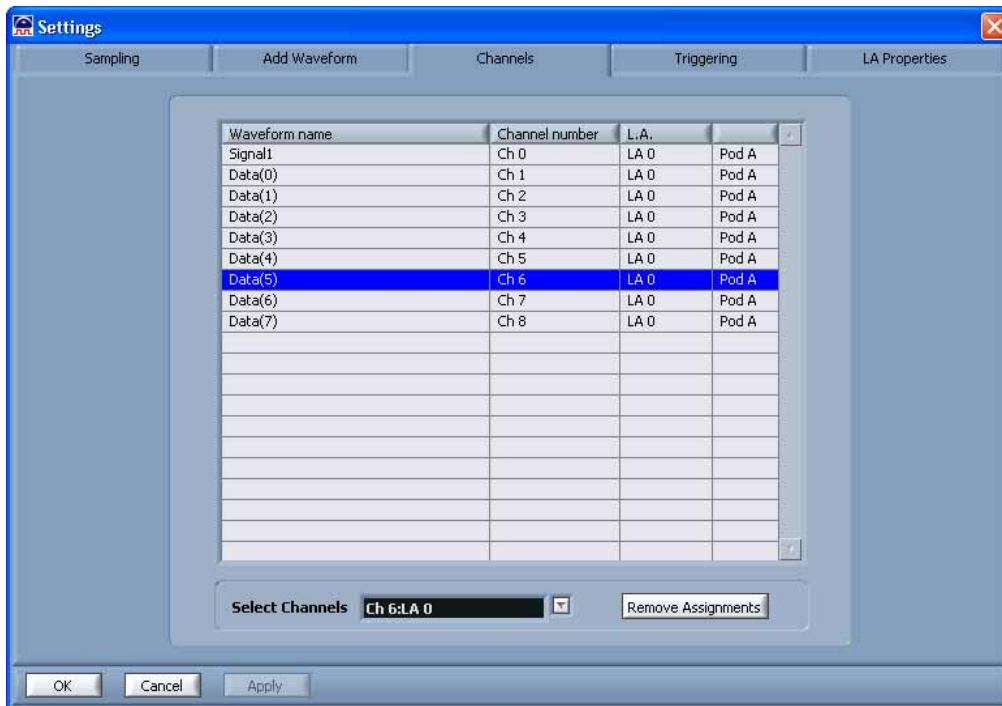 Settings
Sampling Add Waveform Channels Triggering LA Properties
Waveform name Channel number L.A.
Signal1 Ch 0 LA 0 Pod A
Data(0) Ch 1 LA 0 Pod A
Data(1) Ch 2 LA 0 Pod A
Data(2) Ch 3 LA 0 Pod A
Data(3) Ch 4 LA 0 Pod A
Data(4) Ch 5 LA 0 Pod A
Data(5) Ch 6 LA 0 Pod A
Data(6) Ch 7 LA 0 Pod A
Data(7) Ch 8 LA 0 Pod A
Select Channels Ch 6:LA 0 Remove Assignments
OK Cancel Apply